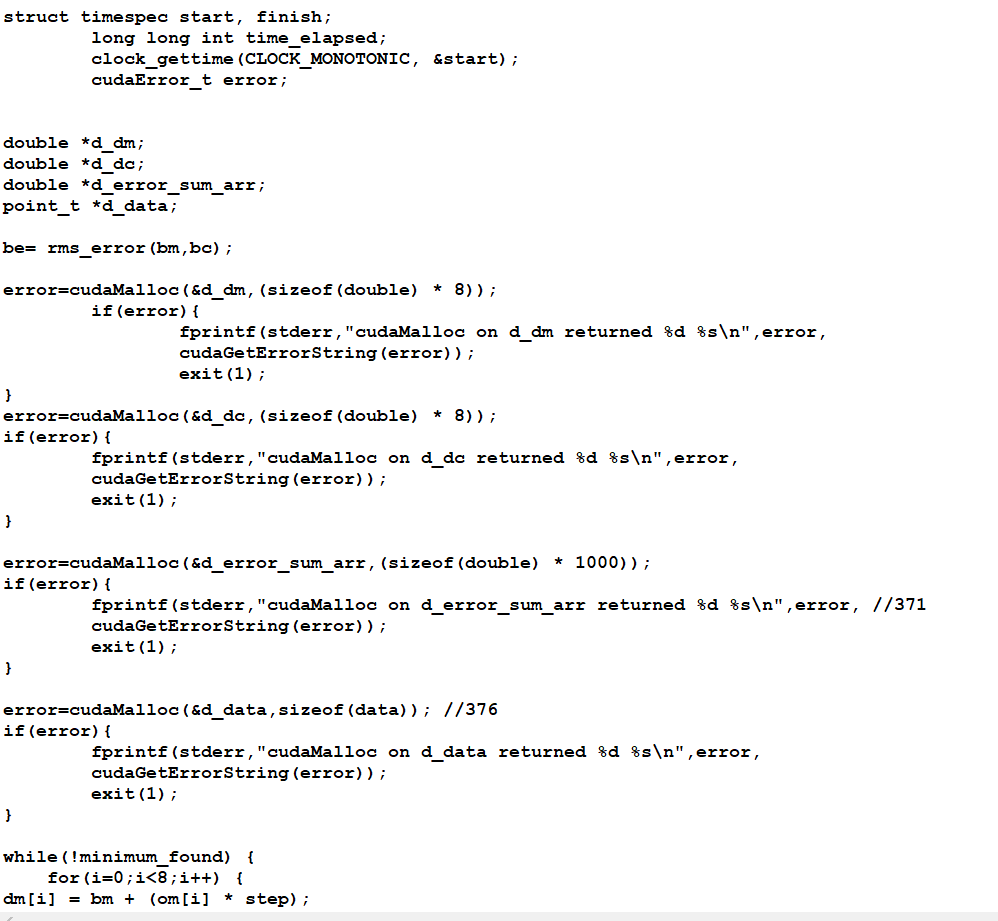 struct timespec start, finish;
        long long int time_elapsed;
        clock_gettime(CLOCK_MONOTONIC, &start);
        cudaError_t error;


double *d_dm;
double *d_dc;
double *d_error_sum_arr;
point_t *d_data;

be= rms_error(bm,bc);

error=cudaMalloc(&d_dm,(sizeof(double) * 8));
        if(error){
                fprintf(stderr,"cudaMalloc on d_dm returned %d %s\n",error,
                cudaGetErrorString(error));
                exit(1);
}
error=cudaMalloc(&d_dc,(sizeof(double) * 8));
if(error){
        fprintf(stderr,"cudaMalloc on d_dc returned %d %s\n",error,
        cudaGetErrorString(error));
        exit(1);
}

error=cudaMalloc(&d_error_sum_arr,(sizeof(double) * 1000));
if(error){
        fprintf(stderr,"cudaMalloc on d_error_sum_arr returned %d %s\n",error, //371
        cudaGetErrorString(error));
        exit(1);
}

error=cudaMalloc(&d_data,sizeof(data)); //376
if(error){
        fprintf(stderr,"cudaMalloc on d_data returned %d %s\n",error,
        cudaGetErrorString(error));
        exit(1);
}

while(!minimum_found) {
    for(i=0;i<8;i++) {
dm[i] = bm + (om[i] * step);